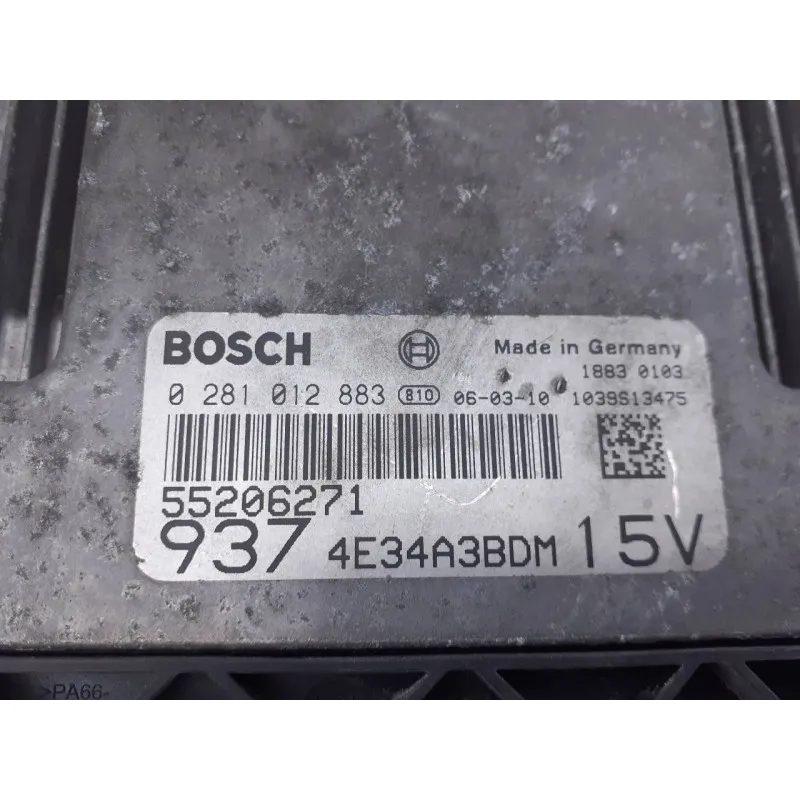 BOSCH Made in Germany
1883 0103
0 281 012 883 810 06-03-10 1039S13475
55206271
937 4E34A3BDM 15V
>PA66-